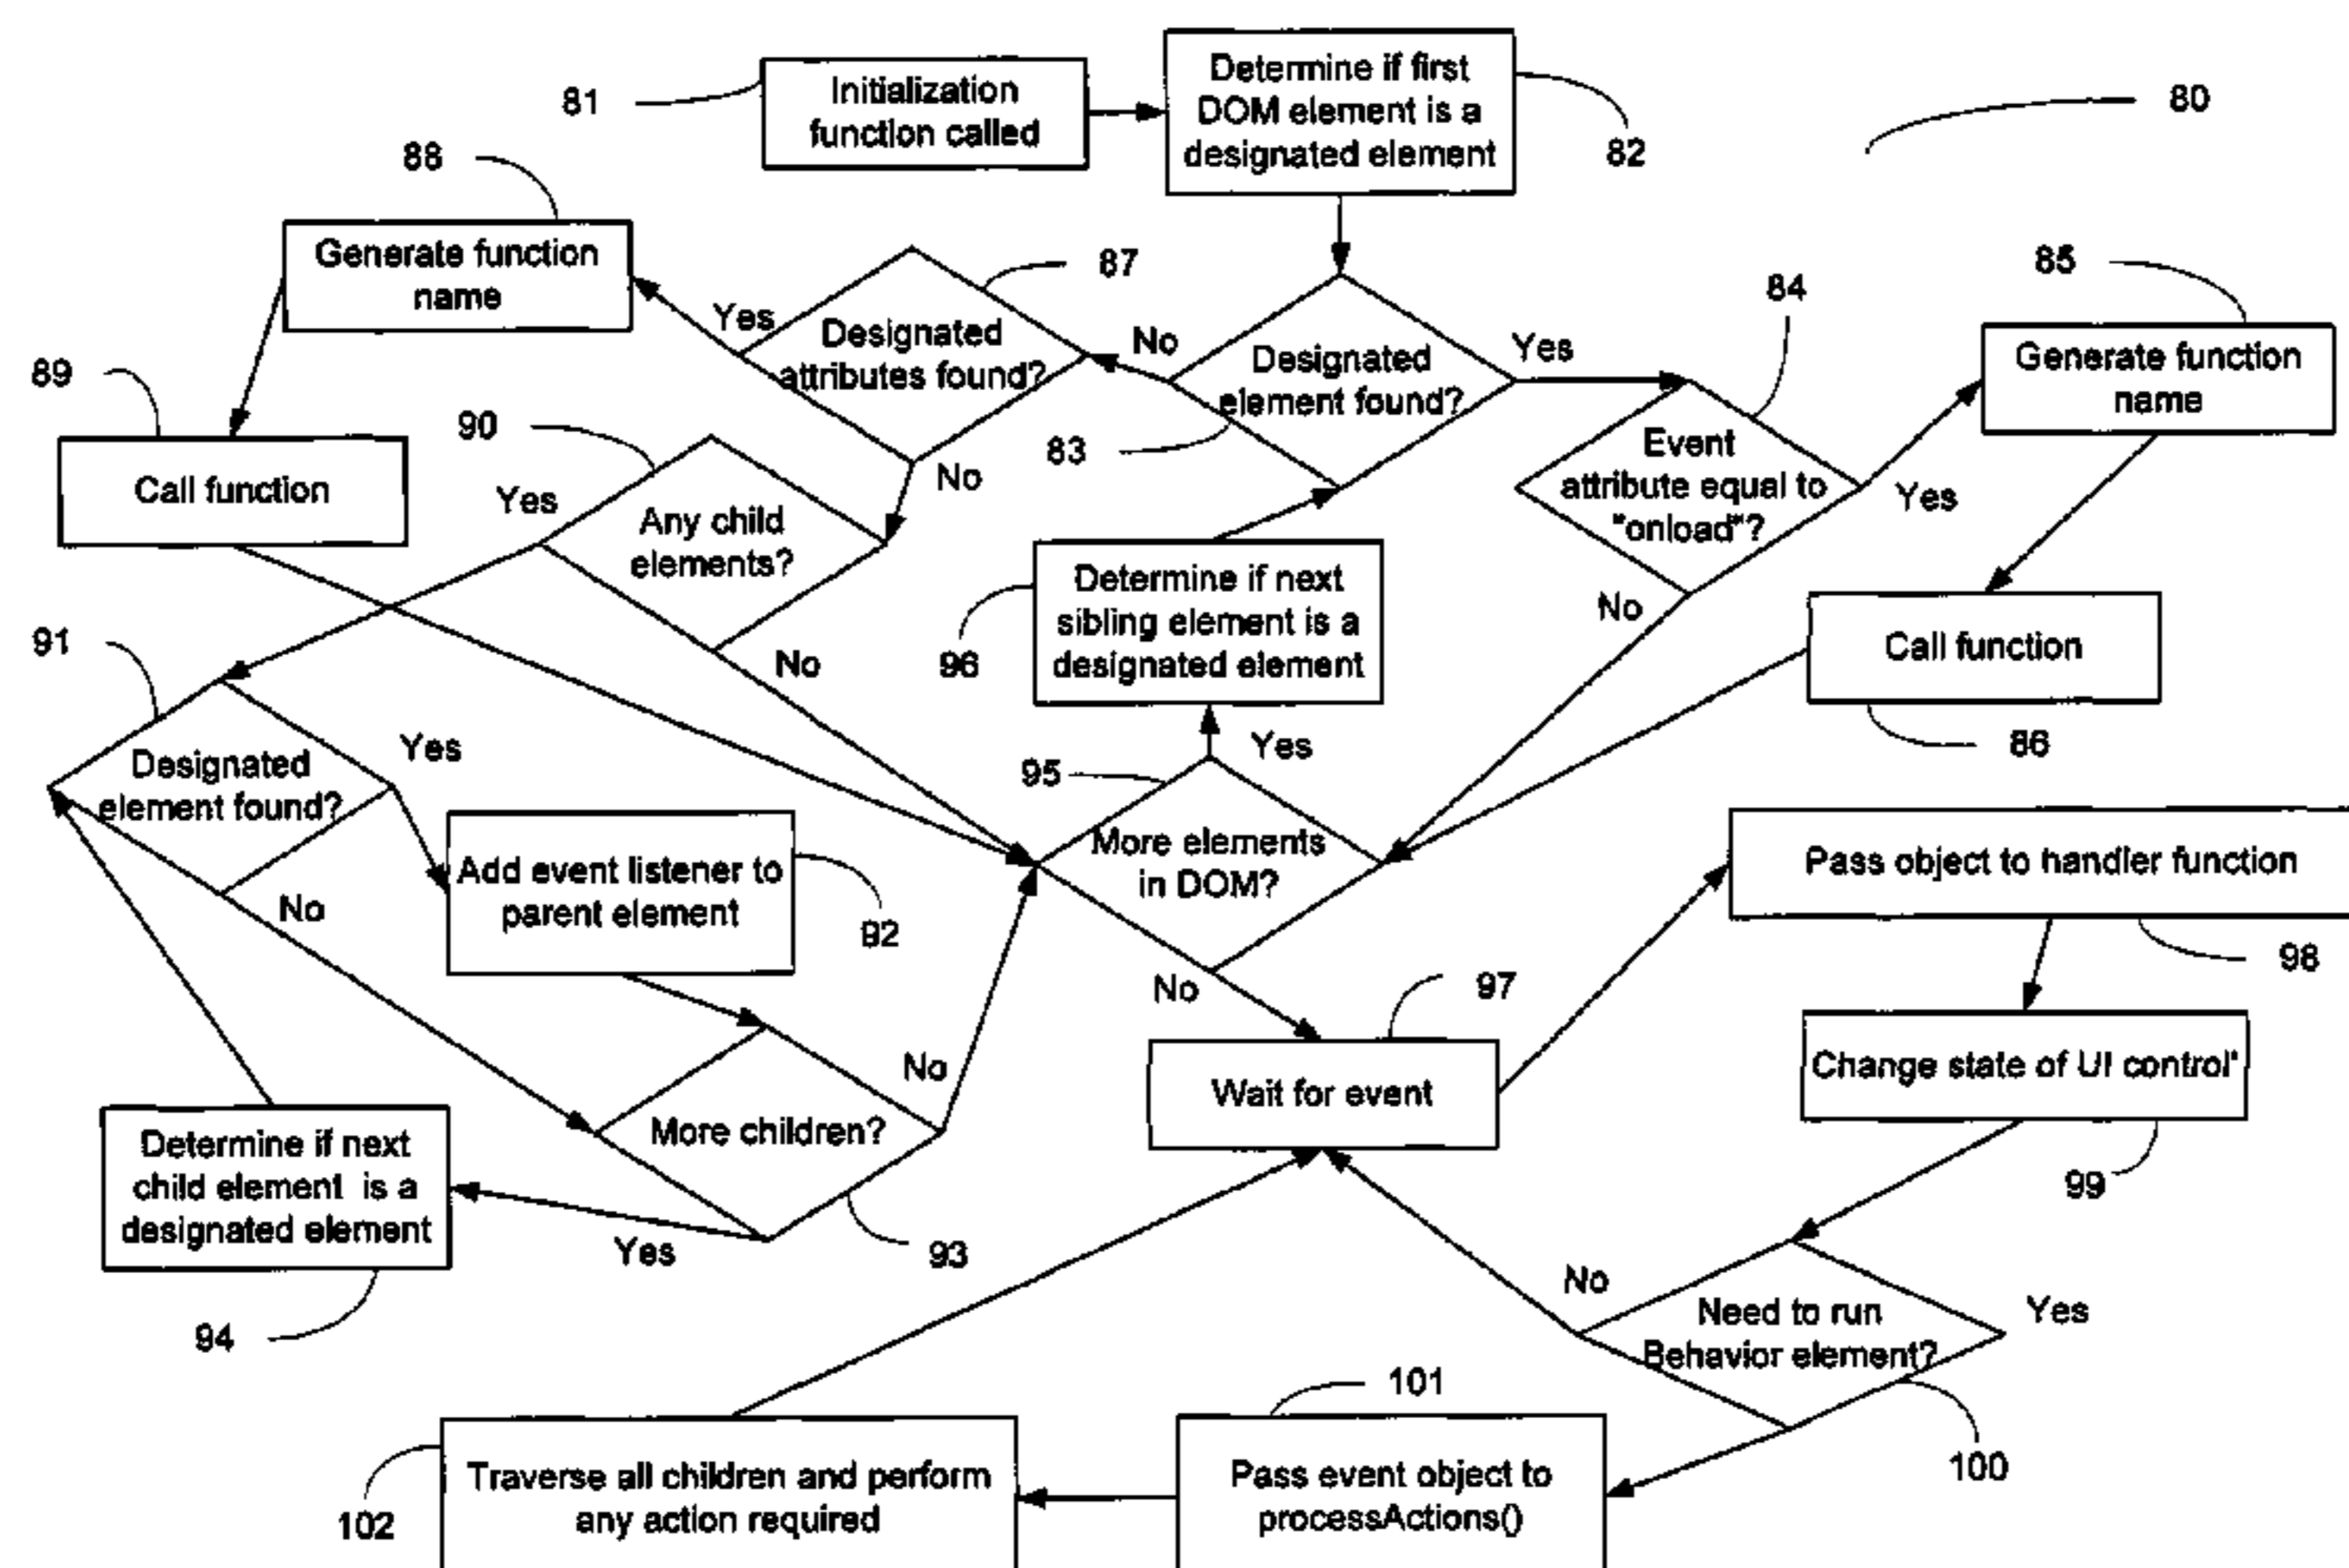 81
Initialization
function called
Determine if first
DOM element is a
designated element
82
80
88
Generate function
name
87
Designated
attributes found?
Yes
No
No
Designated
element found?
83
Yes
84
Event
attribute equal to
"onload"?
Yes
No
85
Generate function
name
89
Call function
90
Any child
elements?
Yes
No
Determine if next
sibling element is a
designated element
96
Call function
86
91
Designated
element found?
Yes
No
Add event listener to
parent element
92
95
More elements
in DOM?
Yes
No
Pass object to handler function
98
97
Wait for event
Change state of UI control'
99
More children?
No
Yes
93
Determine if next
child element is a
designated element
94
Need to run
Behavior element?
No
Yes
100
101
Pass event object to
processActions()
Traverse all children and perform
any action required
102